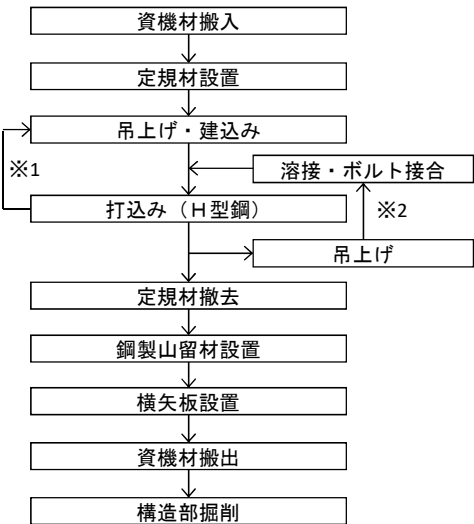 資機材搬入
定規材設置
吊上げ・建込み
※1
溶接・ボルト接合
打込み（Ｈ型鋼）
※2
吊上げ
定規材撤去
鋼製山留材設置
横矢板設置
資機材搬出
構造部掘削